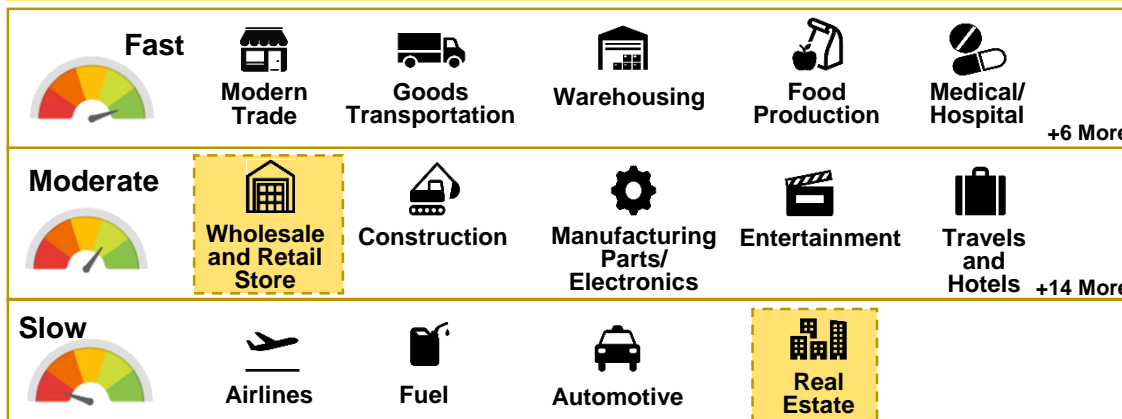 Fast
Modern
Trade
Goods
Transportation
Warehousing
Food
Production
Medical/
Hospital
+6 More
Moderate
Wholesale
and Retail
Store
Construction
Manufacturing
Parts/
Electronics
Entertainment
Travels
and
Hotels
+14 More
Slow
Airlines
Fuel
Automotive
Real
Estate